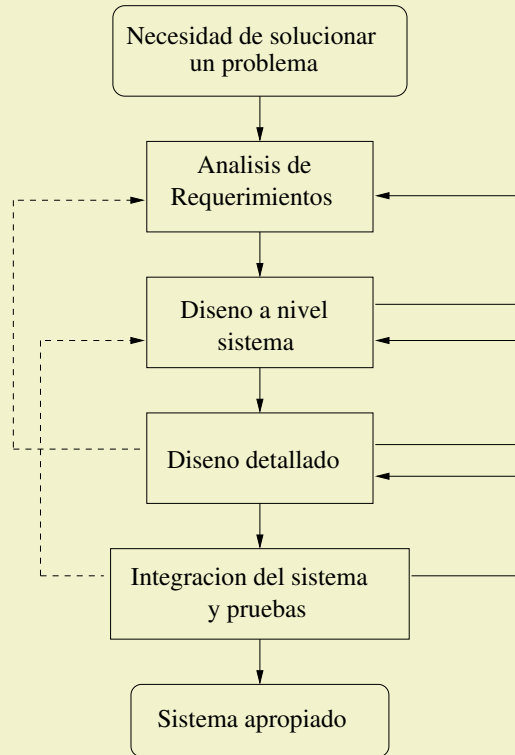 Necesidad de solucionar
un problema
Analisis de
Requerimientos
Diseno a nivel
sistema
Diseno detallado
Integracion del sistema
y pruebas
Sistema apropiado